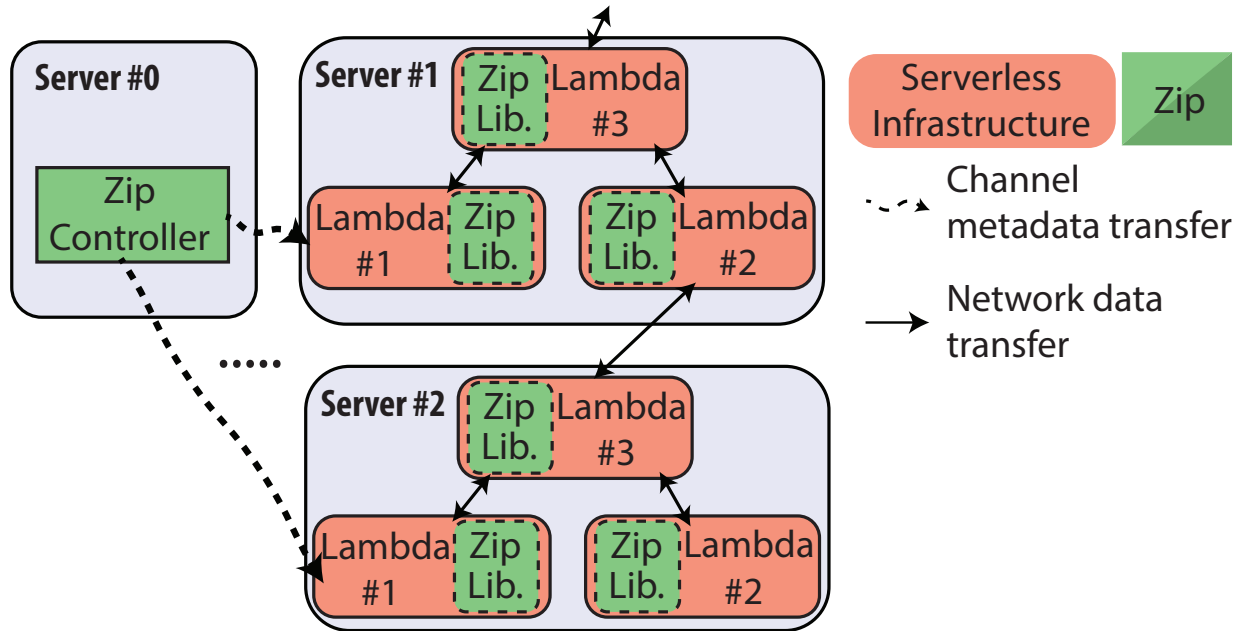 Server #0
Zip
Controller
Server #1
Zip
Lib.
Lambda
#3
Lambda
#1
Zip
Lib.
Zip
Lib.
Lambda
#2
Server #2
Zip
Lib.
Lambda
#3
Lambda
#1
Zip
Lib.
Zip
Lib.
Lambda
#2
Serverless
Infrastructure
Zip
Channel
metadata transfer
Network data
transfer